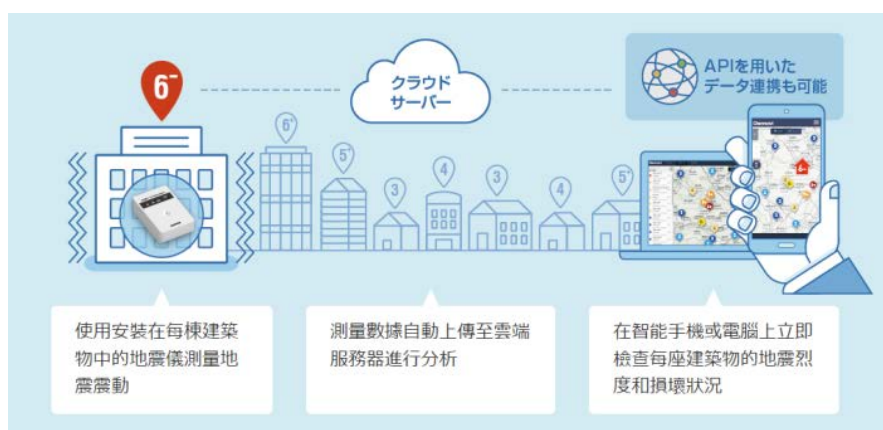 6-
クラウド
サーバー
APIを用いた
データ連携も可能
6-
5-
3
4
3
4
使用安裝在每棟建築
物中的地震儀測量地
震震動
測量數據自動上傳至雲端
服務器進行分析
在智能手機或電腦上立即
檢查每座建築物的地震烈
度和損壞狀況